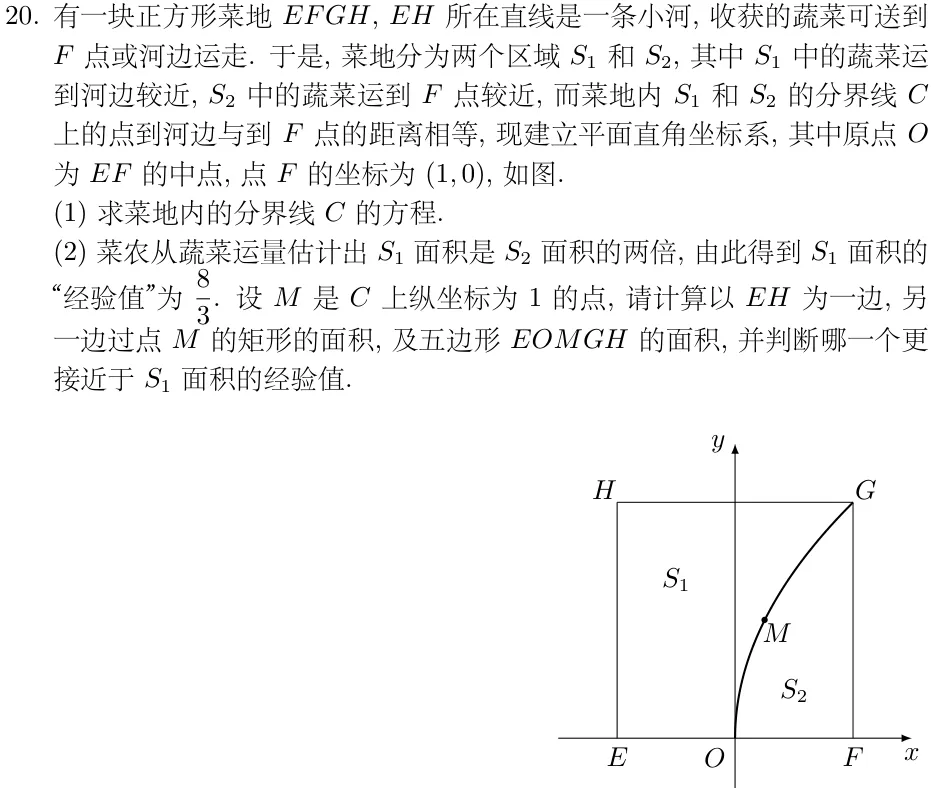 20. 有一块正方形菜地 EFGH, EH 所在直线是一条小河, 收获的蔬菜可送到
F 点或河边运走. 于是, 菜地分为两个区域 S₁ 和 S₂, 其中 S₁ 中的蔬菜运
到河边较近, S₂ 中的蔬菜运到 F 点较近, 而菜地内 S₁ 和 S₂ 的分界线 C
上的点到河边与到 F 点的距离相等, 现建立平面直角坐标系, 其中原点 O
为 EF 的中点, 点 F 的坐标为 (1, 0), 如图.
(1) 求菜地内的分界线 C 的方程.
(2) 菜农从蔬菜运量估计出 S₁ 面积是 S₂ 面积的两倍, 由此得到 S₁ 面积的
“经验值”为 8/3. 设 M 是 C 上纵坐标为 1 的点, 请计算以 EH 为一边, 另
一边过点 M 的矩形的面积, 及五边形 EOMGH 的面积, 并判断哪一个更
接近于 S₁ 面积的经验值.
y
H G
S₁
M
S₂
E O F x